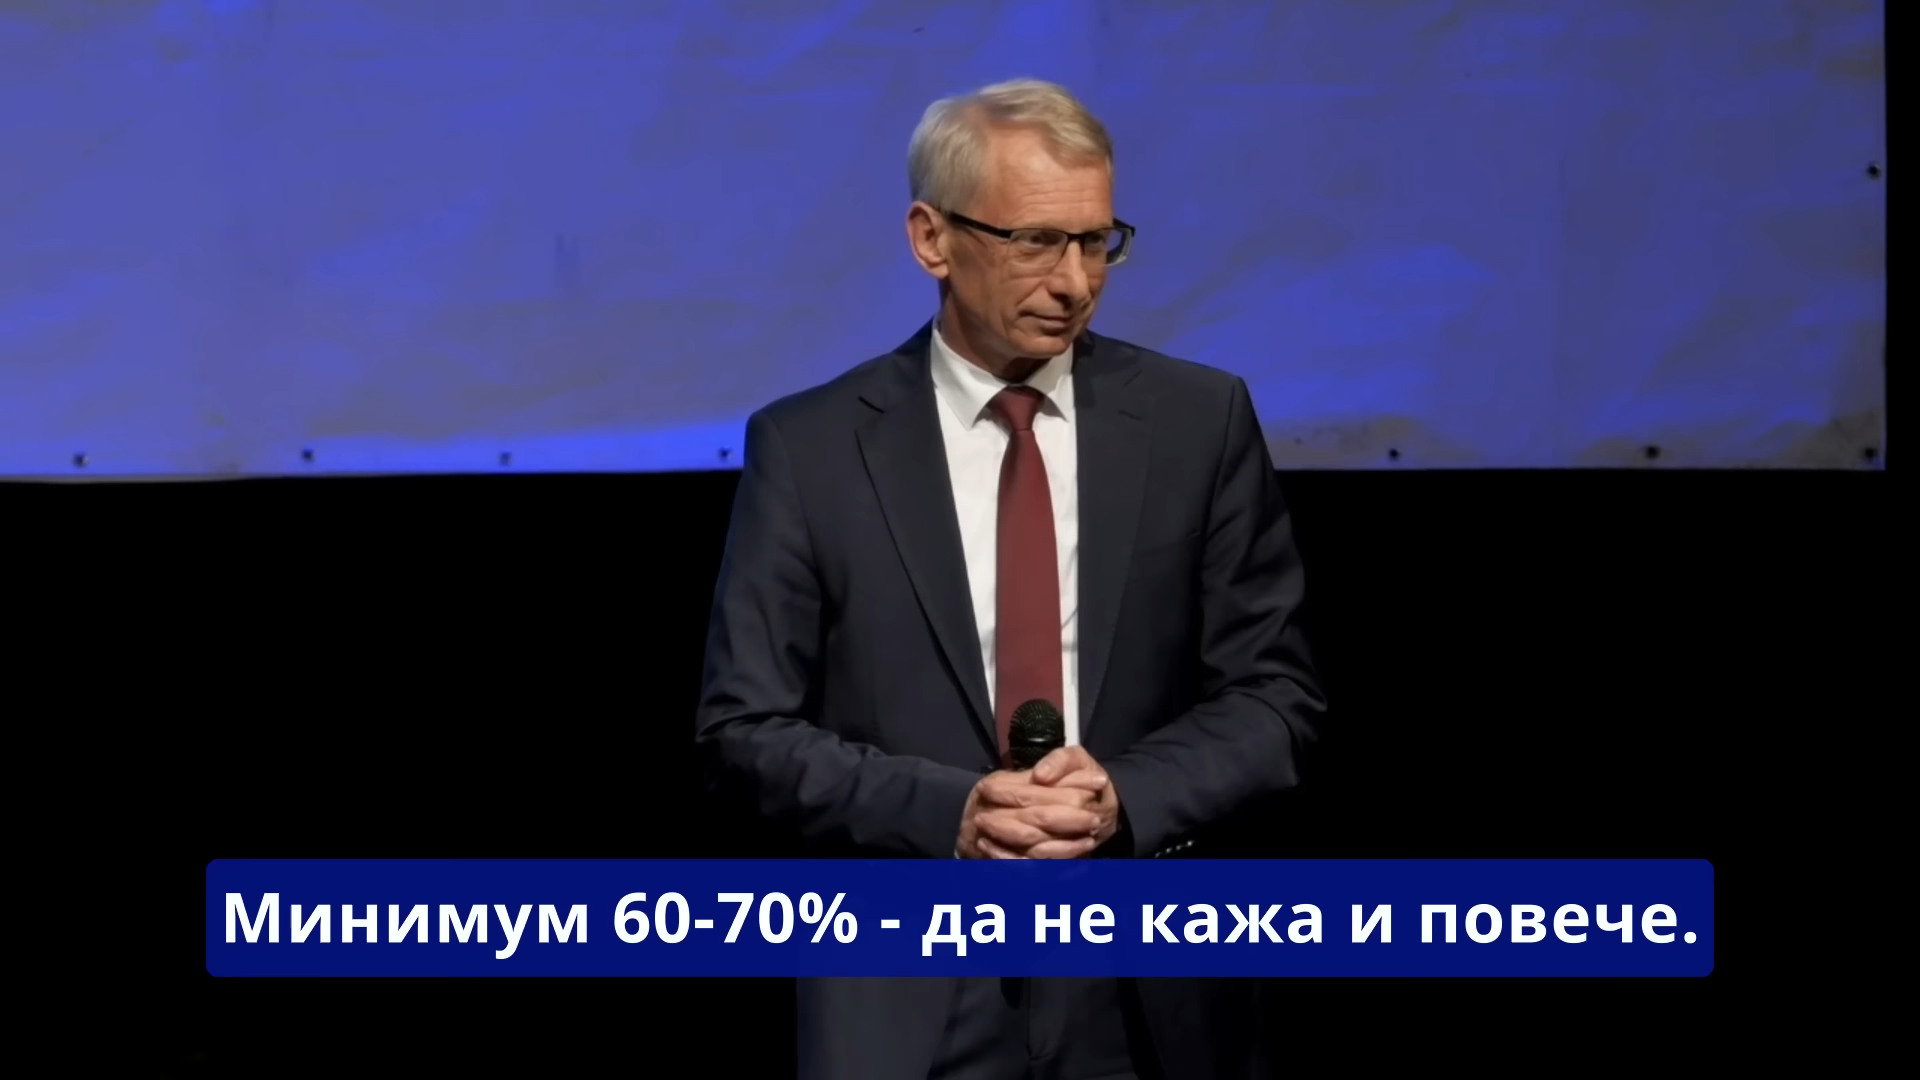 Минимум 60-70% - да не кажа и повече.